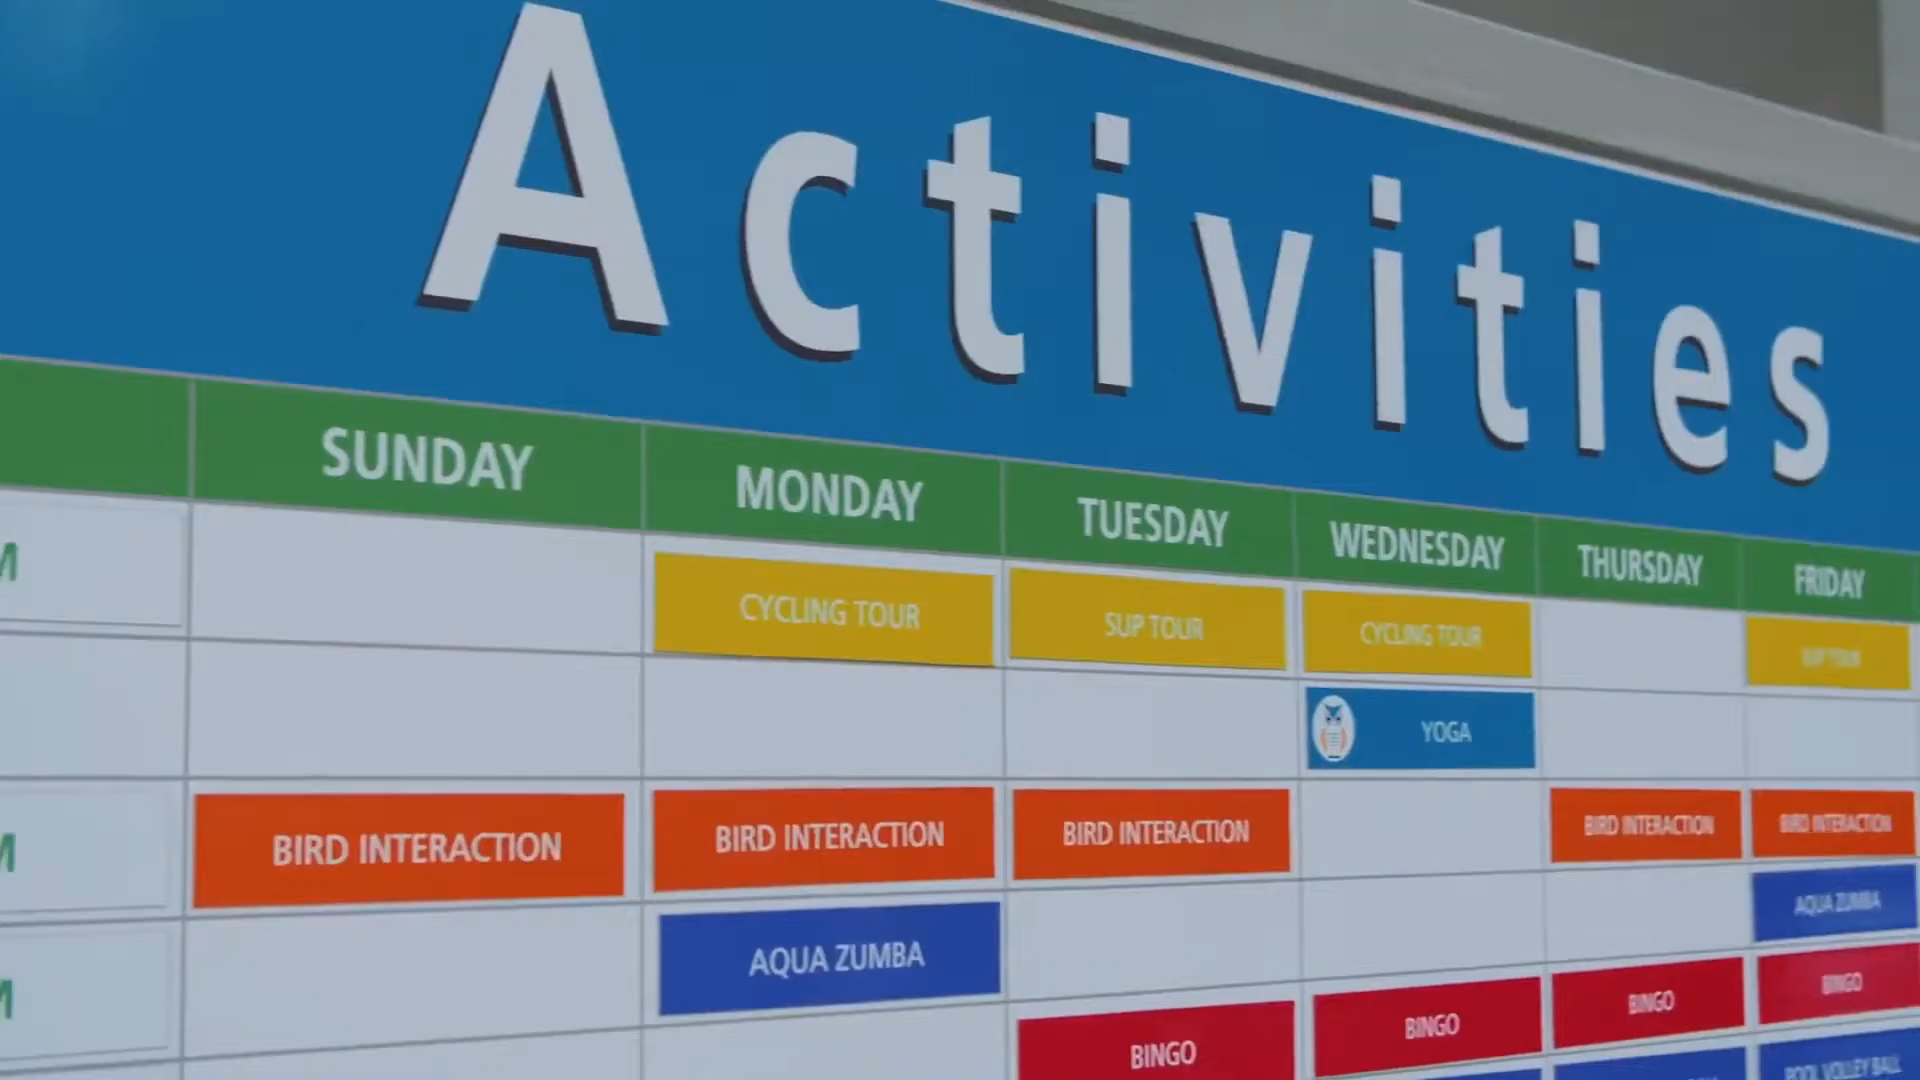 Activities
SUNDAY MONDAY TUESDAY WEDNESDAY THURSDAY FRIDAY
M CYCLING TOUR SUP TOUR CYCLING TOUR SUP TOUR
YOGA
M BIRD INTERACTION BIRD INTERACTION BIRD INTERACTION BIRD INTERACTION BIRD INTERACTION
M AQUA ZUMBA AQUA ZUMBA
BINGO BINGO BINGO BINGO
POOL VOLLEY BALL